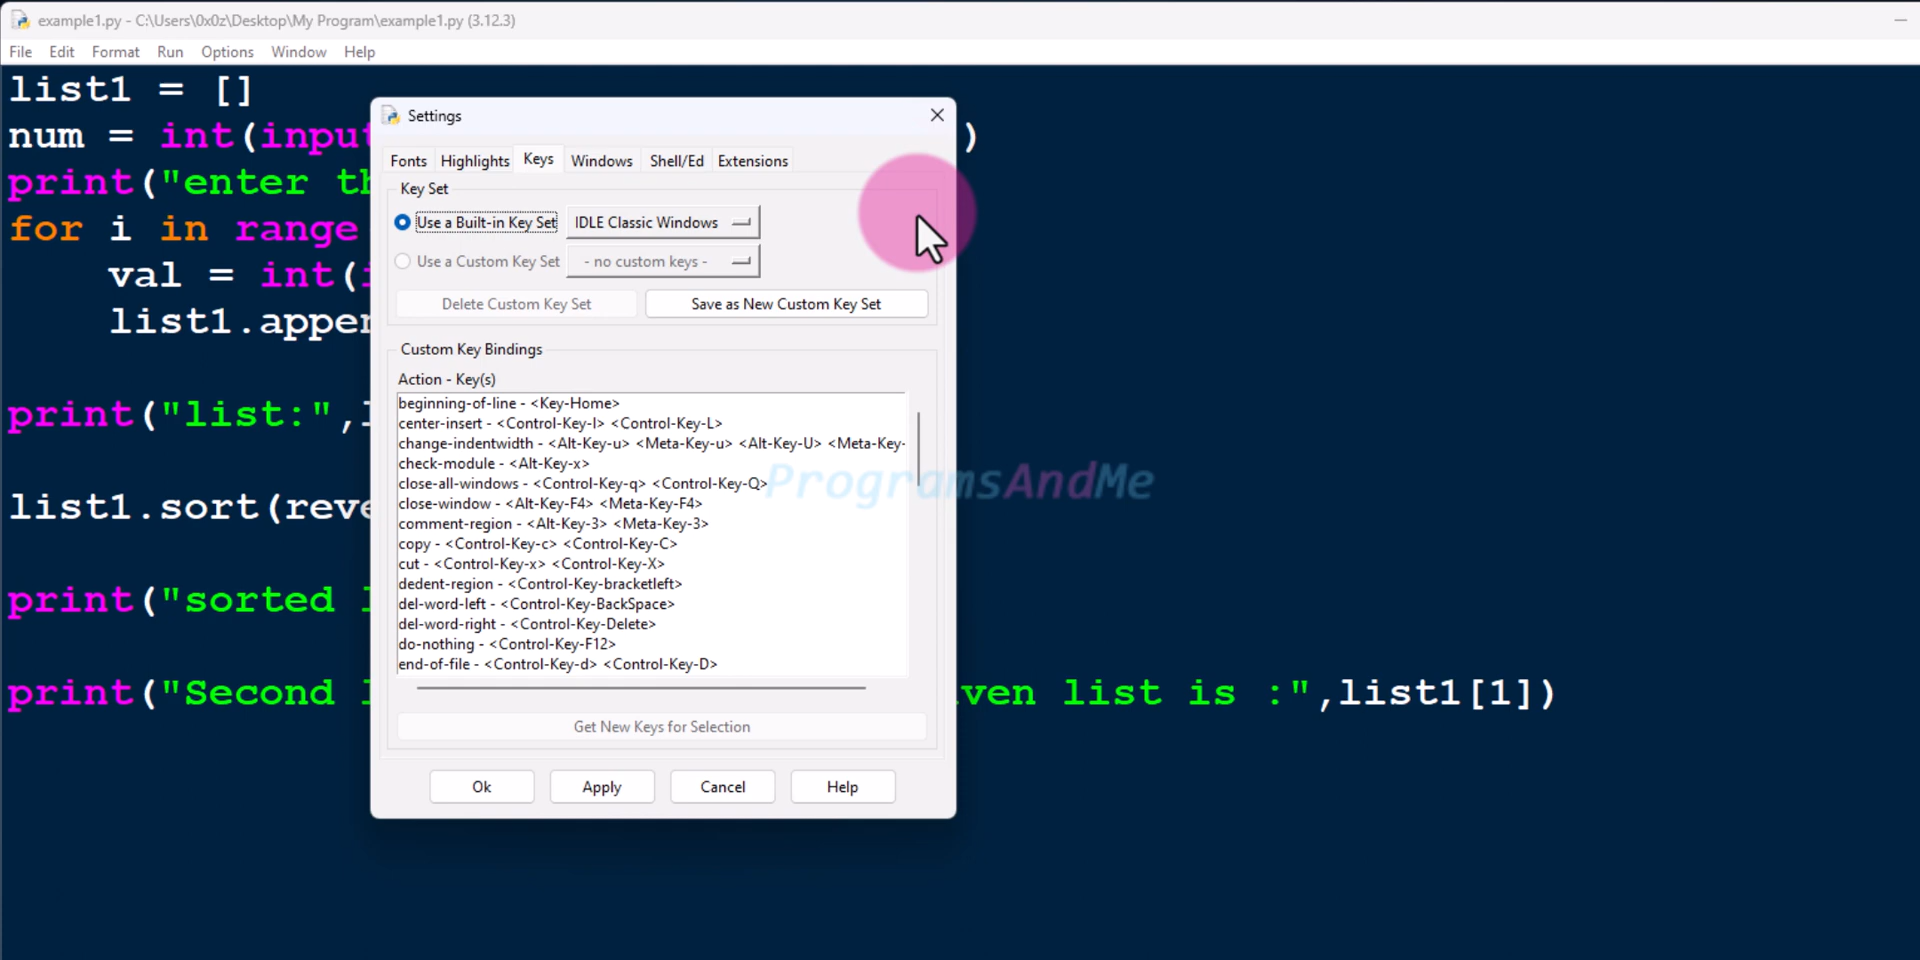 example1.py - C:\Users\0x0z\Desktop\My Program\example1.py (3.12.3)
File Edit Format Run Options Window Help
list1 = []
num = int(input )
print("enter th
for i in range
val = int(i
list1.appen
print("list:",l
list1.sort(reve
print("sorted l
print("Second l ven list is :",list1[1])
Settings
Fonts Highlights Keys Windows Shell/Ed Extensions
Key Set
Use a Built-in Key Set IDLE Classic Windows
Use a Custom Key Set - no custom keys -
Delete Custom Key Set Save as New Custom Key Set
Custom Key Bindings
Action - Key(s)
beginning-of-line - <Key-Home>
center-insert - <Control-Key-l> <Control-Key-L>
change-indentwidth - <Alt-Key-u> <Meta-Key-u> <Alt-Key-U> <Meta-Key-
check-module - <Alt-Key-x>
close-all-windows - <Control-Key-q> <Control-Key-Q>
close-window - <Alt-Key-F4> <Meta-Key-F4>
comment-region - <Alt-Key-3> <Meta-Key-3>
copy - <Control-Key-c> <Control-Key-C>
cut - <Control-Key-x> <Control-Key-X>
dedent-region - <Control-Key-bracketleft>
del-word-left - <Control-Key-BackSpace>
del-word-right - <Control-Key-Delete>
do-nothing - <Control-Key-F12>
end-of-file - <Control-Key-d> <Control-Key-D>
Get New Keys for Selection
Ok Apply Cancel Help
ProgramsAndMe